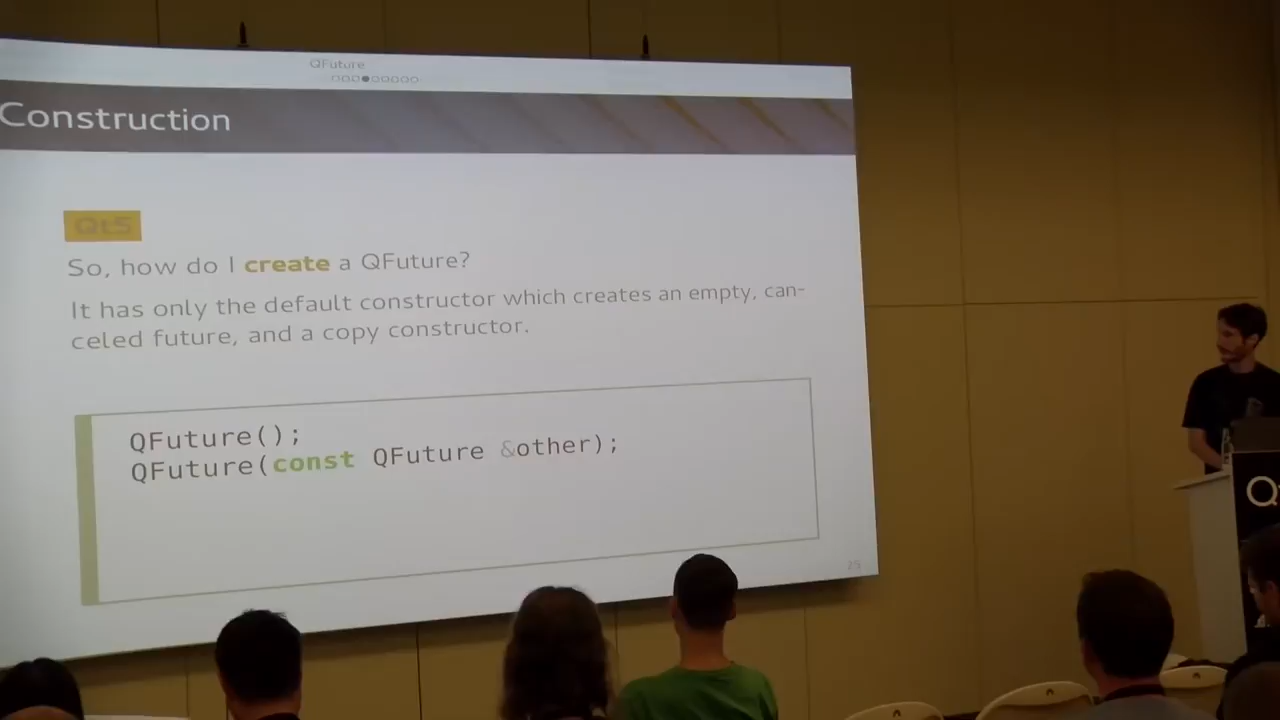 QFuture
Construction
Qt5
So, how do I create a QFuture?
It has only the default constructor which creates an empty, can-
celed future, and a copy constructor.
QFuture();
QFuture(const QFuture &other);
25